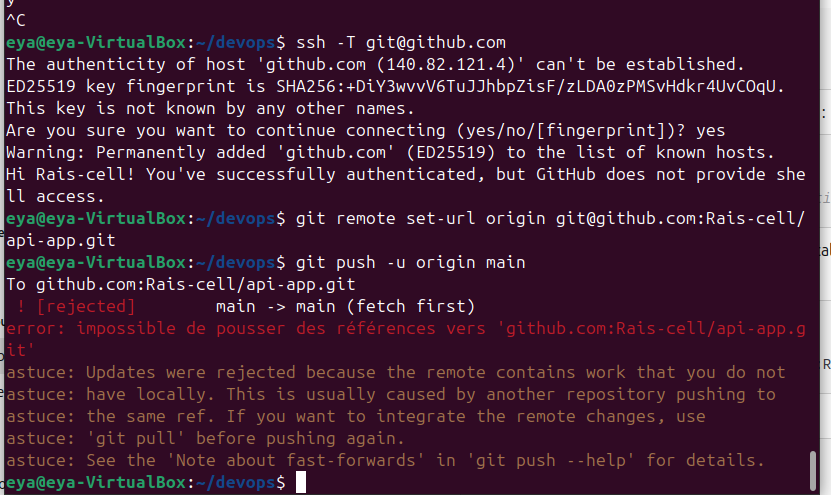 y
^C
eya@eya-VirtualBox:~/devops$ ssh -T git@github.com
The authenticity of host 'github.com (140.82.121.4)' can't be established.
ED25519 key fingerprint is SHA256:+DiY3wvvV6TuJJhbpZisF/zLDA0zPMSvHdkr4UvCOqU.
This key is not known by any other names.
Are you sure you want to continue connecting (yes/no/[fingerprint])? yes
Warning: Permanently added 'github.com' (ED25519) to the list of known hosts.
Hi Rais-cell! You've successfully authenticated, but GitHub does not provide she
ll access.
eya@eya-VirtualBox:~/devops$ git remote set-url origin git@github.com:Rais-cell/
api-app.git
eya@eya-VirtualBox:~/devops$ git push -u origin main
To github.com:Rais-cell/api-app.git
 ! [rejected]        main -> main (fetch first)
error: impossible de pousser des références vers 'github.com:Rais-cell/api-app.g
it'
astuce: Updates were rejected because the remote contains work that you do not
astuce: have locally. This is usually caused by another repository pushing to
astuce: the same ref. If you want to integrate the remote changes, use
astuce: 'git pull' before pushing again.
astuce: See the 'Note about fast-forwards' in 'git push --help' for details.
eya@eya-VirtualBox:~/devops$